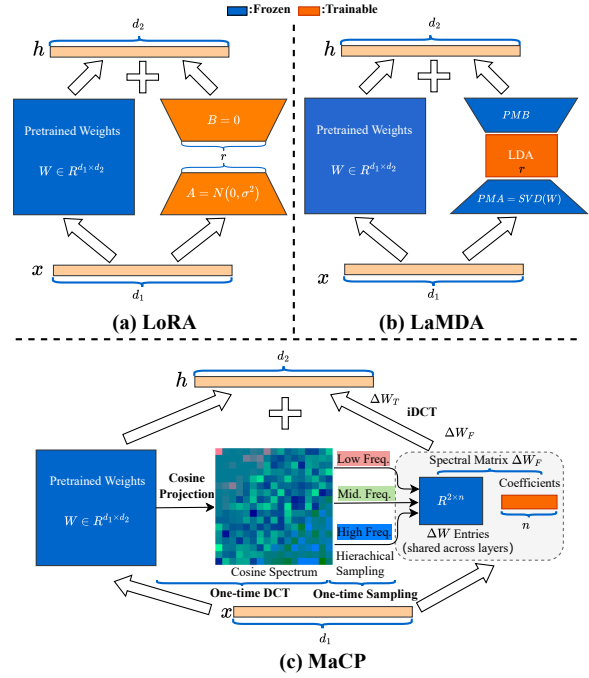 :Frozen :Trainable
d₂
h
Pretrained Weights
W ∈ R^{d₁×d₂}
B = 0
r
A = N(0, σ²)
x
d₁
(a) LoRA
d₂
h
Pretrained Weights
W ∈ R^{d₁×d₂}
PMB
LDA
r
PMA = SVD(W)
x
d₁
(b) LaMDA
d₂
h
ΔW_T
iDCT
ΔW_F
Pretrained Weights
W ∈ R^{d₁×d₂}
Cosine
Projection
Low Freq.
Mid. Freq.
High Freq.
Spectral Matrix ΔW_F
R^{2×n}
Coefficients
n
ΔW Entries
(shared across layers)
Hierachical
Sampling
Cosine Spectrum
One-time DCT
One-time Sampling
x
d₁
(c) MaCP